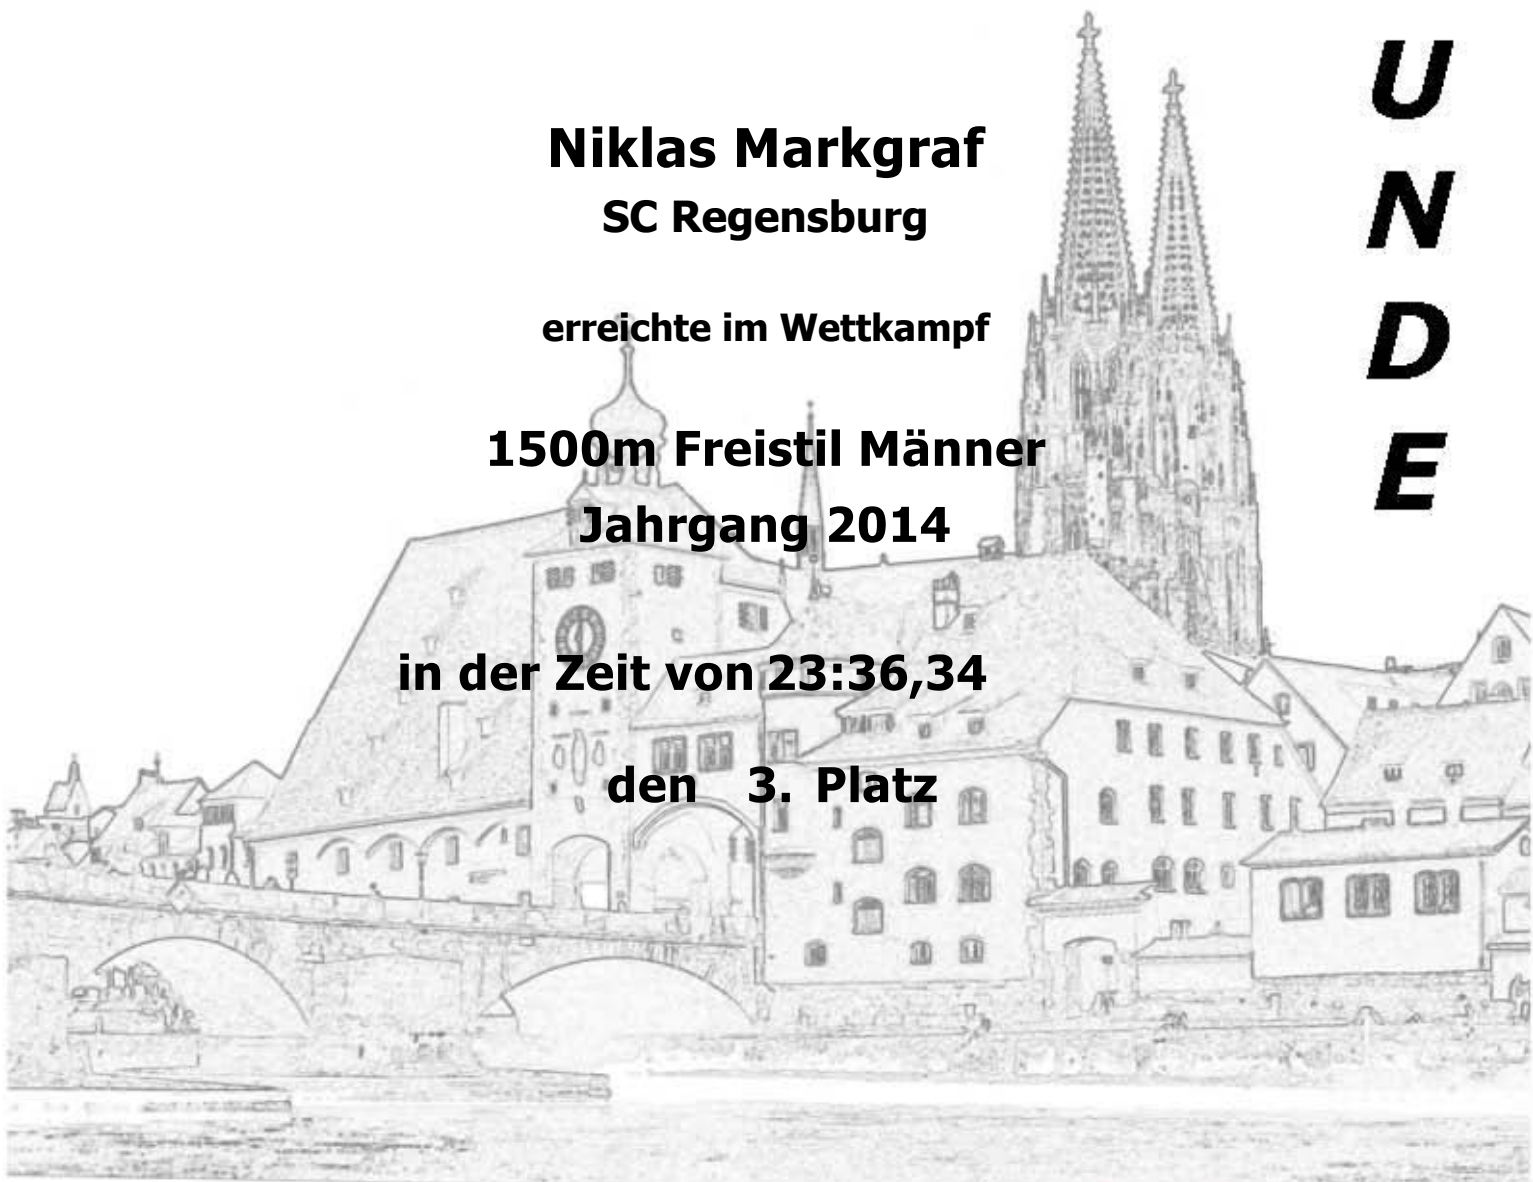 Niklas Markgraf
SC Regensburg
erreichte im Wettkampf
1500m Freistil Männer
Jahrgang 2014
in der Zeit von 23:36,34
den 3. Platz
U
N
D
E